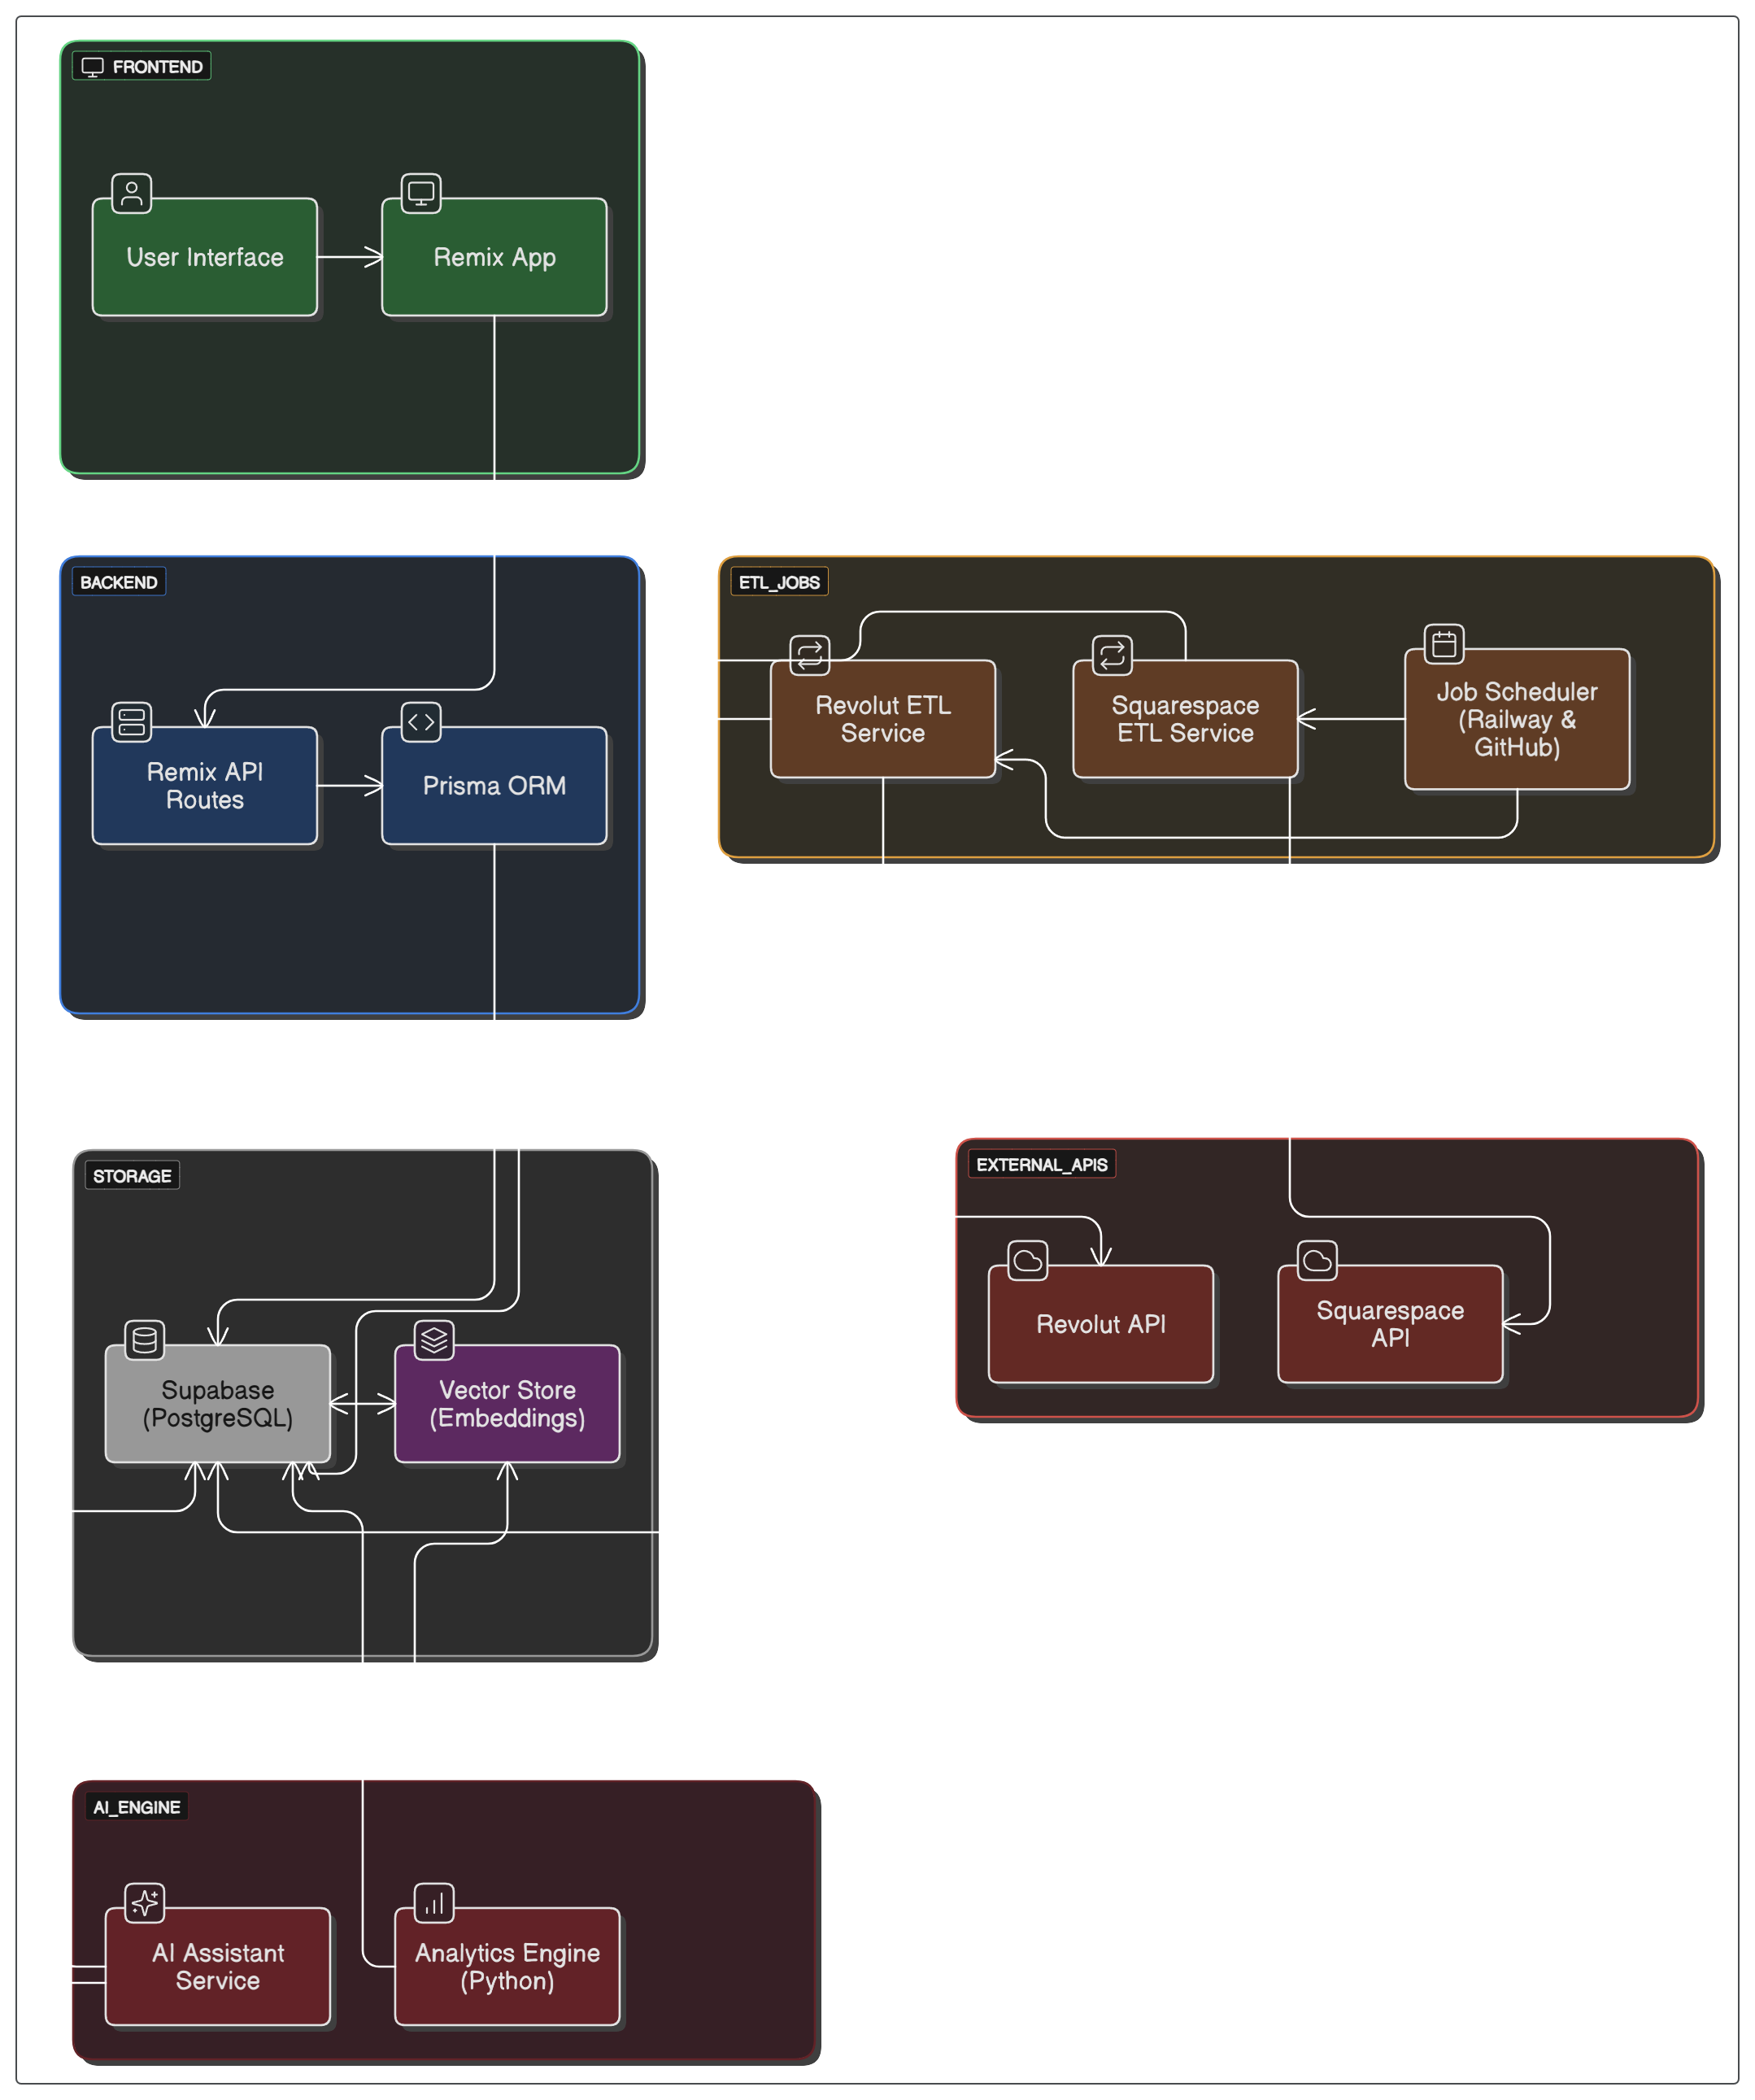 FRONTEND
User Interface
Remix App
BACKEND
Remix API
Routes
Prisma ORM
ETL_JOBS
Revolut ETL
Service
Squarespace
ETL Service
Job Scheduler
(Railway &
GitHub)
STORAGE
Supabase
(PostgreSQL)
Vector Store
(Embeddings)
EXTERNAL_APIS
Revolut API
Squarespace
API
AI_ENGINE
AI Assistant
Service
Analytics Engine
(Python)